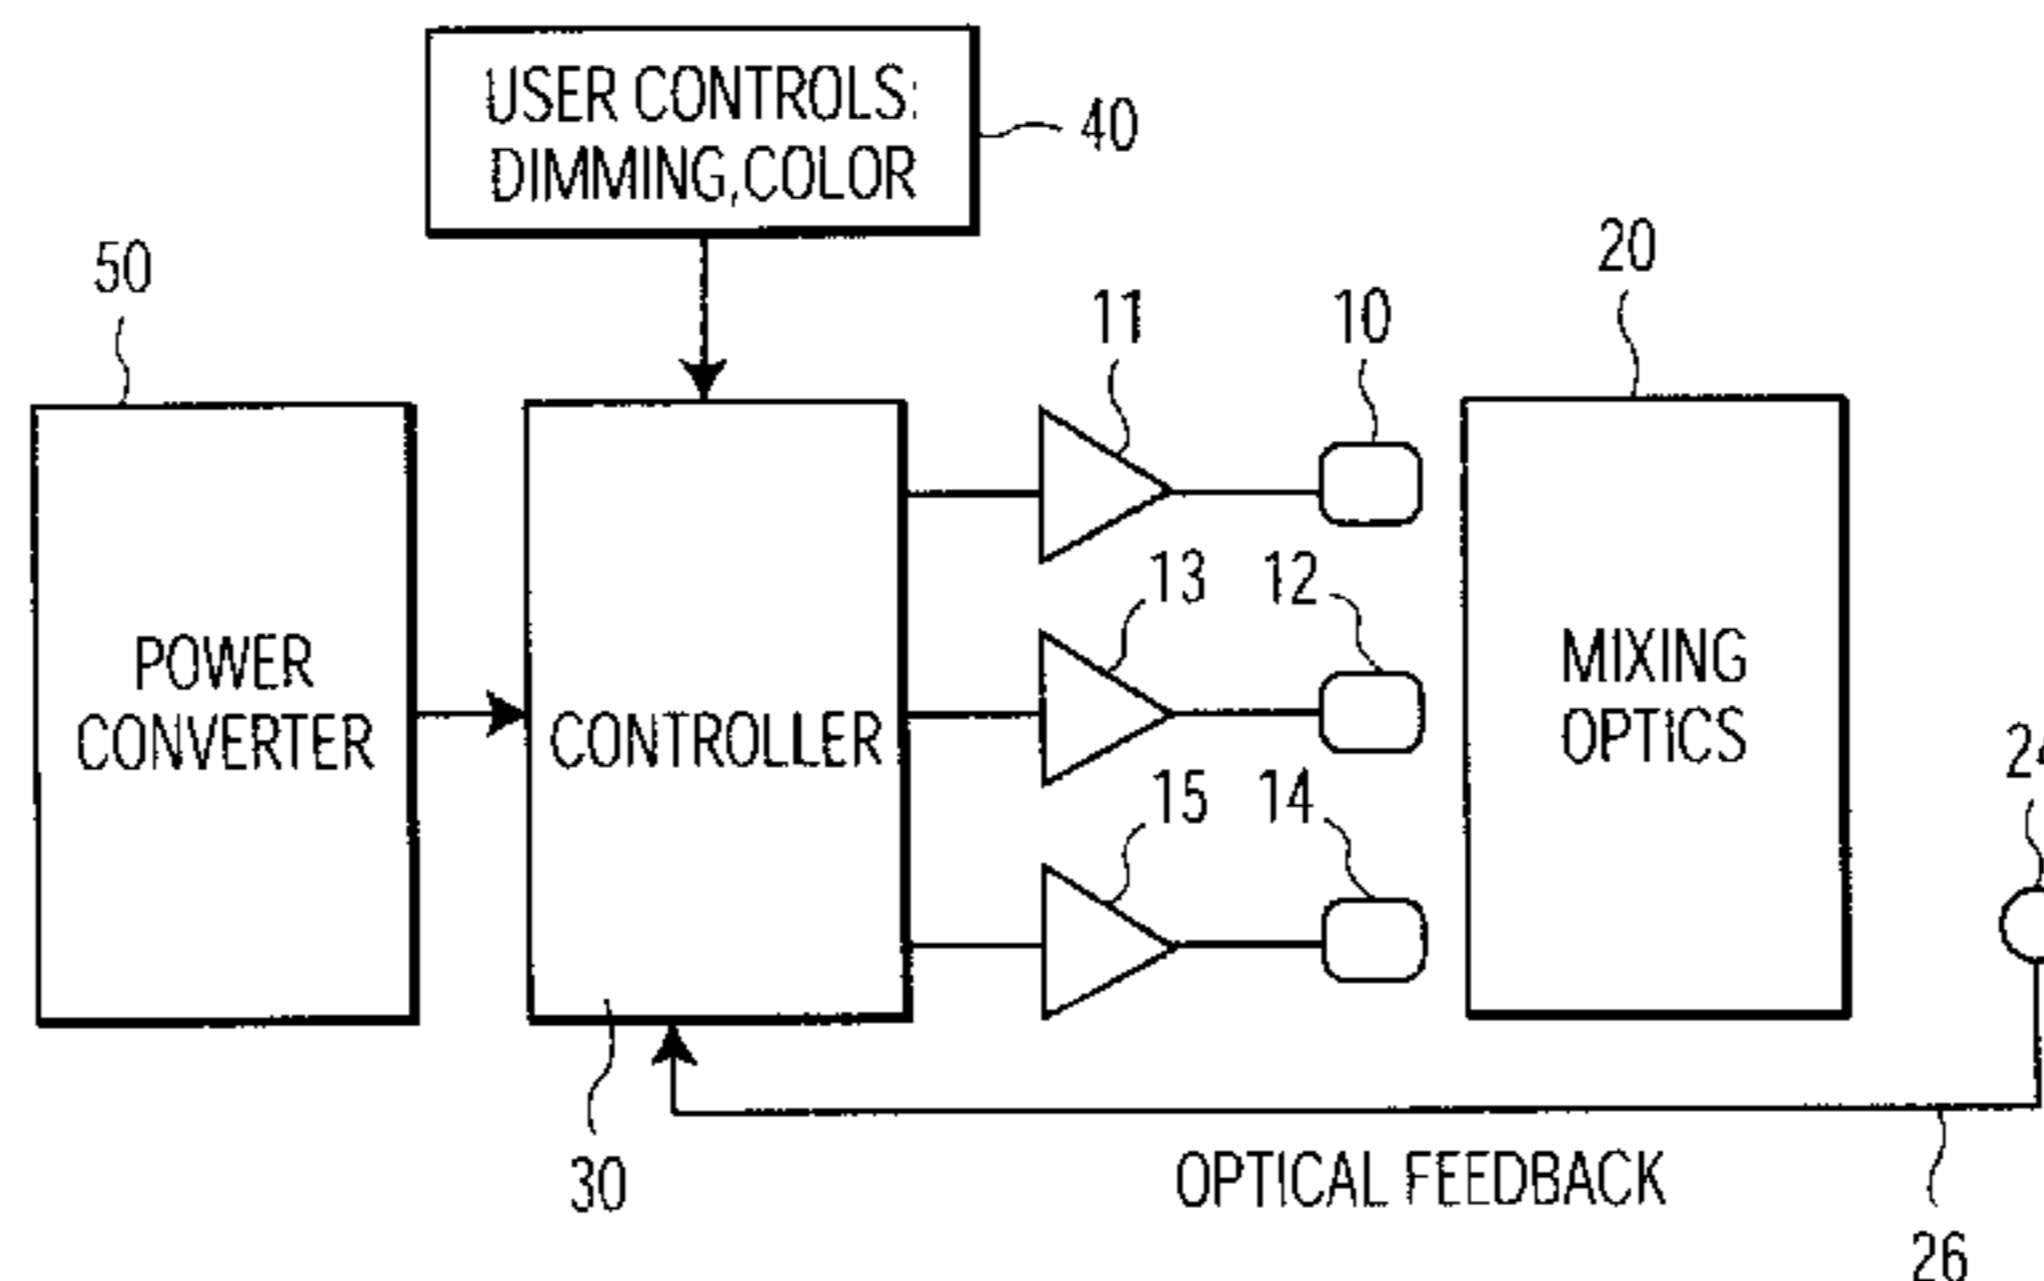 USER CONTROLS:
DIMMING,COLOR
40
50
20
11
10
13
12
POWER
CONVERTER
CONTROLLER
MIXING
OPTICS
15
14
30
OPTICAL FEEDBACK
26